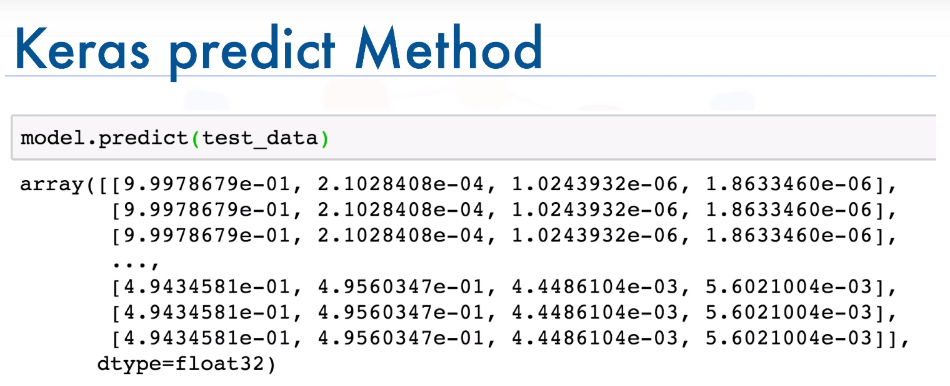 Keras predict Method
model.predict(test_data)
array([[9.9978679e-01, 2.1028408e-04, 1.0243932e-06, 1.8633460e-06],
[9.9978679e-01, 2.1028408e-04, 1.0243932e-06, 1.8633460e-06],
[9.9978679e-01, 2.1028408e-04, 1.0243932e-06, 1.8633460e-06],
...,
[4.9434581e-01, 4.9560347e-01, 4.4486104e-03, 5.6021004e-03],
[4.9434581e-01, 4.9560347e-01, 4.4486104e-03, 5.6021004e-03],
[4.9434581e-01, 4.9560347e-01, 4.4486104e-03, 5.6021004e-03]],
dtype=float32)